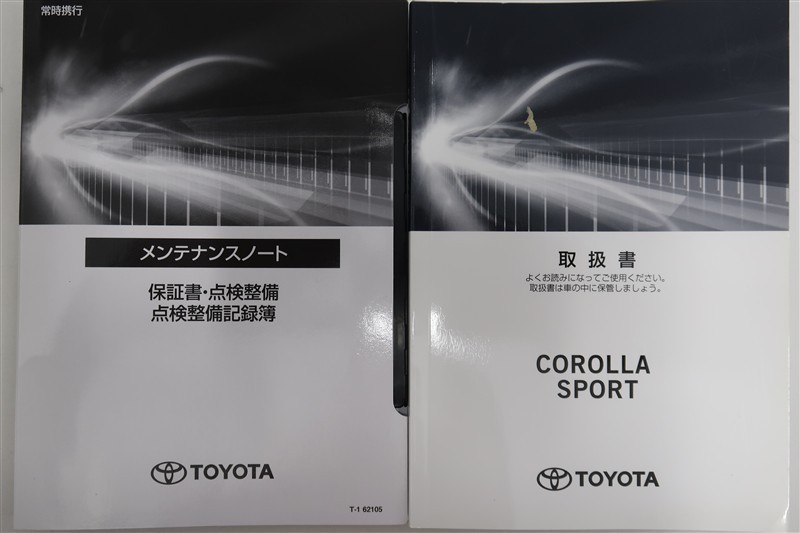 常時携行
メンテナンスノート
保証書・点検整備
点検整備記録簿
TOYOTA
T-1 62105
取扱書
よくお読みになってご使用ください。
取扱書は車の中に保管しましょう。
COROLLA
SPORT
TOYOTA